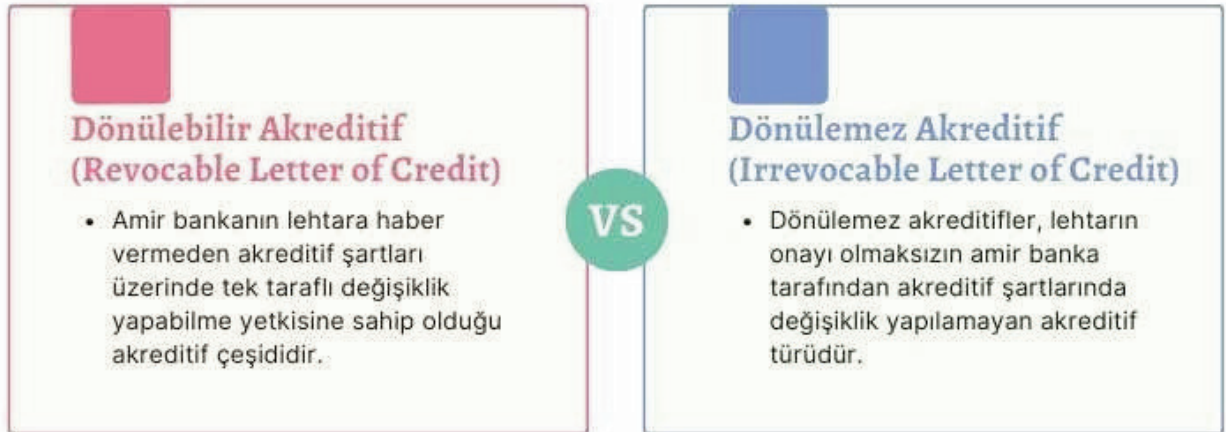 Dönülebilir Akreditif
(Revocable Letter of Credit)
• Amir bankanın lehtara haber
vermeden akreditif şartları
üzerinde tek taraflı değişiklik
yapabilme yetkisine sahip olduğu
akreditif çeşididir.
VS
Dönülemez Akreditif
(Irrevocable Letter of Credit)
• Dönülemez akreditifler, lehtarın
onayı olmaksızın amir banka
tarafından akreditif şartlarında
değişiklik yapılamayan akreditif
türüdür.